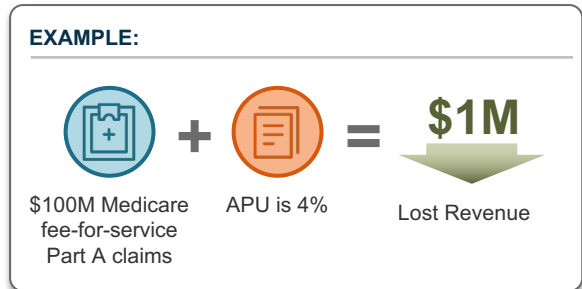 EXAMPLE:
+
=
$1M
$100M Medicare
fee-for-service
Part A claims
APU is 4%
Lost Revenue